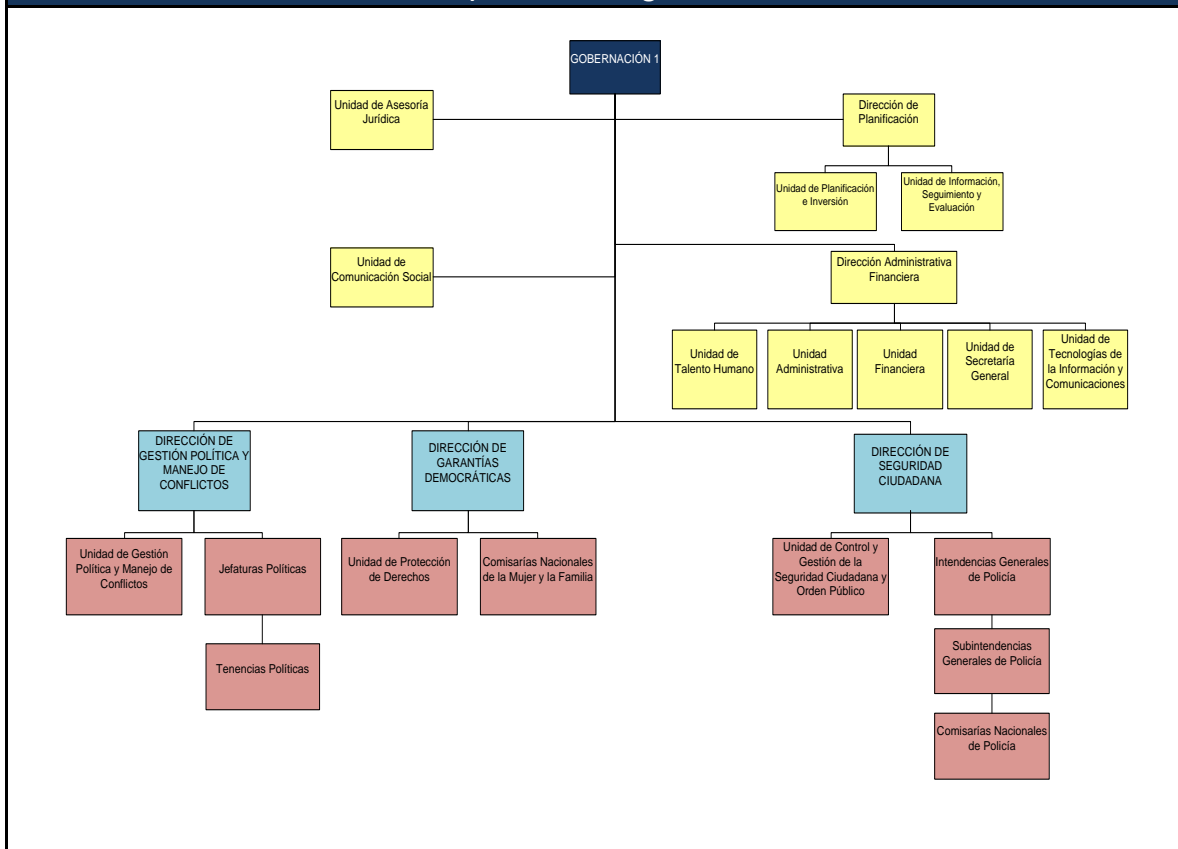 GOBERNACIÓN 1
Unidad de Asesoría
Jurídica
Dirección de
Planificación
Unidad de Planificación
e Inversión
Unidad de Información,
Seguimiento y
Evaluación
Unidad de
Comunicación Social
Dirección Administrativa
Financiera
Unidad de
Talento Humano
Unidad
Administrativa
Unidad
Financiera
Unidad de
Secretaría
General
Unidad de
Tecnologías de
la Información y
Comunicaciones
DIRECCIÓN DE
GESTIÓN POLÍTICA Y
MANEJO DE
CONFLICTOS
DIRECCIÓN DE
GARANTÍAS
DEMOCRÁTICAS
DIRECCIÓN DE
SEGURIDAD
CIUDADANA
Unidad de Gestión
Política y Manejo de
Conflictos
Jefaturas Políticas
Unidad de Protección
de Derechos
Comisarías Nacionales
de la Mujer y la Familia
Unidad de Control y
Gestión de la
Seguridad Ciudadana y
Orden Público
Intendencias Generales
de Policía
Tenencias Políticas
Subintendencias
Generales de Policía
Comisarías Nacionales
de Policía